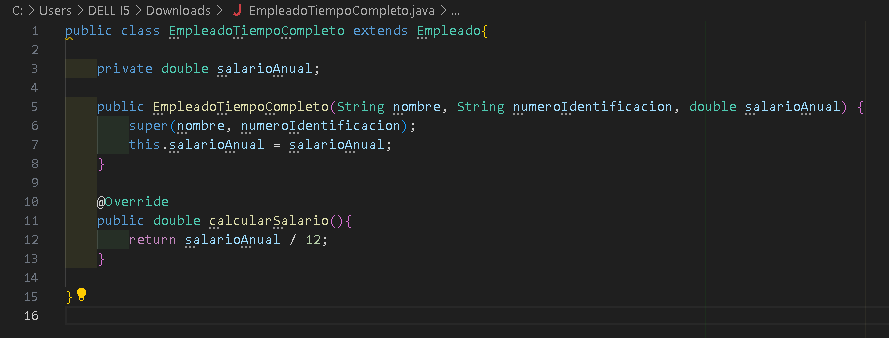 C: > Users > DELL I5 > Downloads > J EmpleadoTiempoCompleto.java > ...
1 public class EmpleadoTiempoCompleto extends Empleado{
2
3     private double salarioAnual;
4
5     public EmpleadoTiempoCompleto(String nombre, String numeroIdentificacion, double salarioAnual) {
6         super(nombre, numeroIdentificacion);
7         this.salarioAnual = salarioAnual;
8     }
9
10     @Override
11     public double calcularSalario(){
12         return salarioAnual / 12;
13     }
14
15 }
16